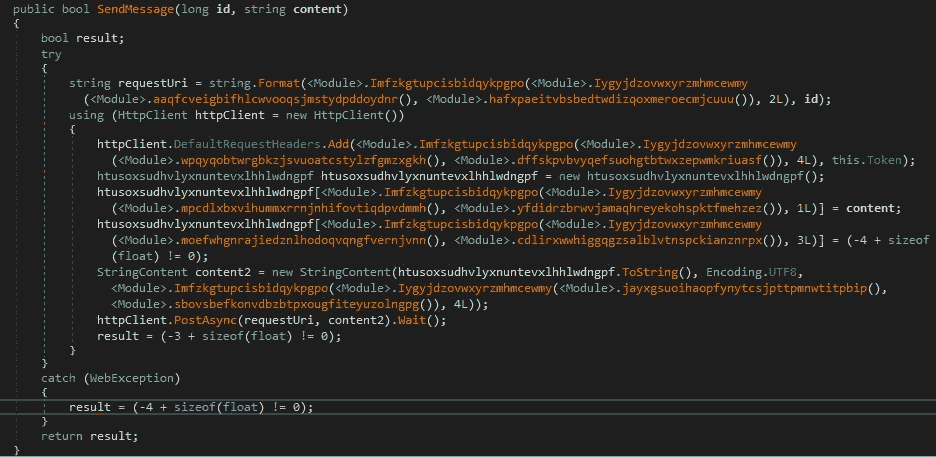 public bool SendMessage(long id, string content)
{
bool result;
try
{
string requestUri = string.Format(<Module>.Imfzkgtupcisbidqykpgpo(<Module>.Iygyjdzovwxyrzmhmcewmy
(<Module>.aaqfcveigbifhlcwvooqsjmstydpddoydnr(), <Module>.hafxpaeitvbsbedtwdizqoxmeroecmjcuuu()), 2L), id);
using (HttpClient httpClient = new HttpClient())
{
httpClient.DefaultRequestHeaders.Add(<Module>.Imfzkgtupcisbidqykpgpo(<Module>.Iygyjdzovwxyrzmhmcewmy
(<Module>.wpqyqobtwrgbkzjsvuoatcstylzfgmzxgkh(), <Module>.dffskpvbvyqefsuohgtbtwxzepwmkriuasf()), 4L), this.Token);
htusoxsudhvlyxnuntevxlhhlwdngpf htusoxsudhvlyxnuntevxlhhlwdngpf = new htusoxsudhvlyxnuntevxlhhlwdngpf();
htusoxsudhvlyxnuntevxlhhlwdngpf[<Module>.Imfzkgtupcisbidqykpgpo(<Module>.Iygyjdzovwxyrzmhmcewmy
(<Module>.mpcdlxbxvihummxrrnjnhifovtiqdpvdmmh(), <Module>.yfdidrzbrwvjamaqhreyekohspktfmehzez()), 1L)] = content;
htusoxsudhvlyxnuntevxlhhlwdngpf[<Module>.Imfzkgtupcisbidqykpgpo(<Module>.Iygyjdzovwxyrzmhmcewmy
(<Module>.moefwhgnrajiedznlhodoqvqngfvernjvnn(), <Module>.cdlirxwwhiggqgzsalblvtnspckianznrpx()), 3L)] = (-4 + sizeof
(float) != 0);
StringContent content2 = new StringContent(htusoxsudhvlyxnuntevxlhhlwdngpf.ToString(), Encoding.UTF8,
<Module>.Imfzkgtupcisbidqykpgpo(<Module>.Iygyjdzovwxyrzmhmcewmy(<Module>.jayxgsuoihaopfynytcsjpttpmnwtitpbip(),
<Module>.sbovsbefkonvdbzbtpxougfiteyuzolngpg()), 4L));
httpClient.PostAsync(requestUri, content2).Wait();
result = (-3 + sizeof(float) != 0);
}
}
catch (WebException)
{
result = (-4 + sizeof(float) != 0);
}
return result;
}